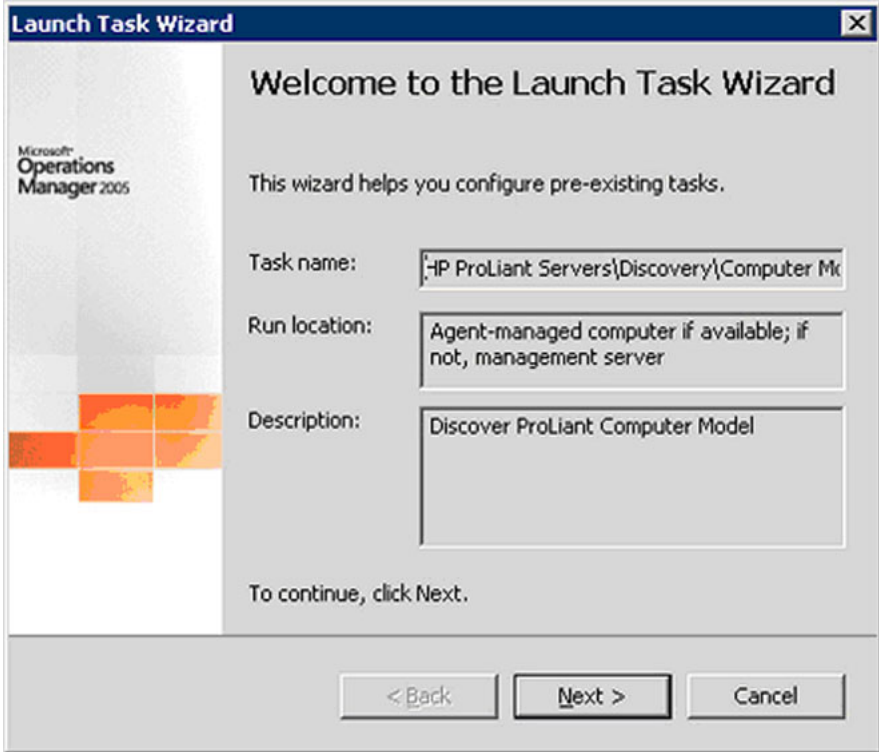 Launch Task Wizard
Welcome to the Launch Task Wizard
Microsoft
Operations
Manager 2005
This wizard helps you configure pre-existing tasks.
Task name:
HP ProLiant Servers\Discovery\Computer Mo
Run location:
Agent-managed computer if available; if
not, management server
Description:
Discover ProLiant Computer Model
To continue, click Next.
< Back
Next >
Cancel